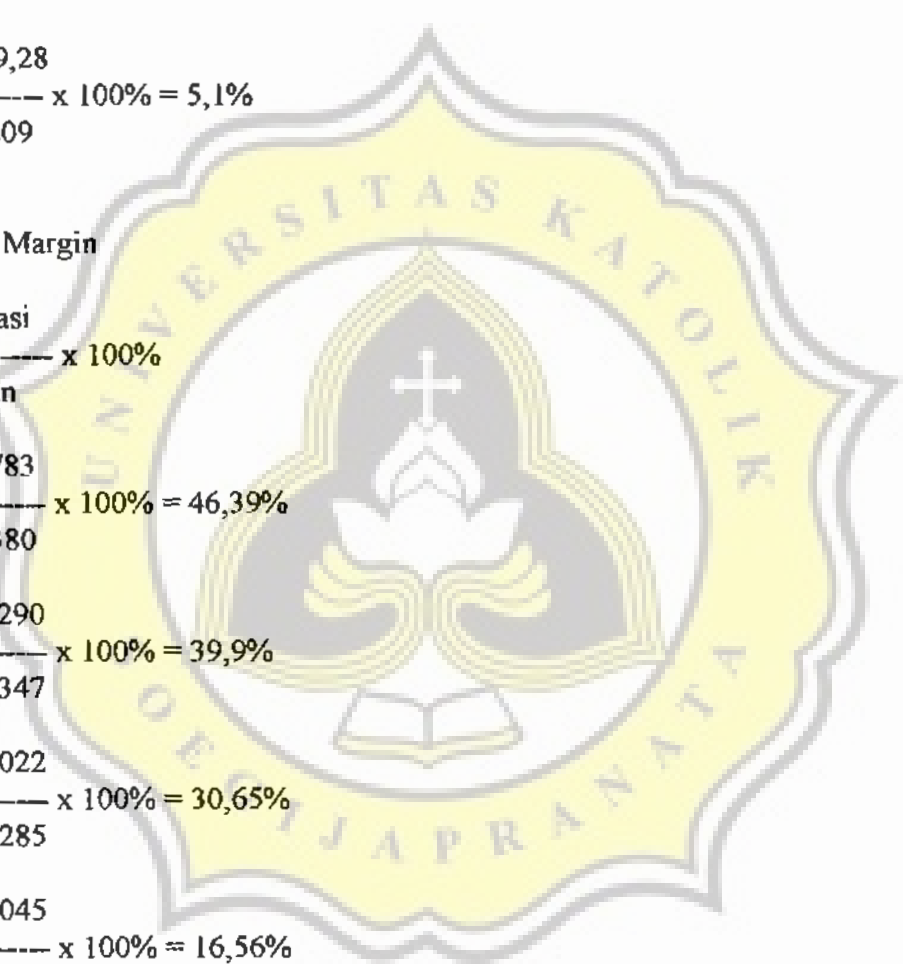 9,28
---- x 100% = 5,1%
09
Margin
asi
----- x 100%
n
783
----- x 100% = 46,39%
380
290
----- x 100% = 39,9%
347
022
----- x 100% = 30,65%
285
045
----- x 100% = 16,56%
UNIVERSITAS KATOLIK
SOEGIJAPRANATA